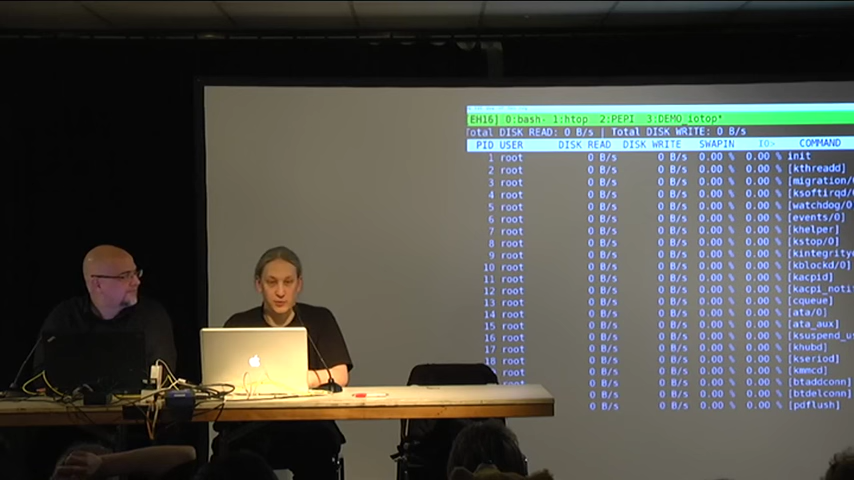 EH16] 0:bash- 1:htop 2:PEPI 3:DEMO_iotop*
Total DISK READ: 0 B/s | Total DISK WRITE: 0 B/s
PID USER DISK READ DISK WRITE SWAPIN IO> COMMAND
1 root 0 B/s 0 B/s 0.00 % 0.00 % init
2 root 0 B/s 0 B/s 0.00 % 0.00 % [kthreadd]
3 root 0 B/s 0 B/s 0.00 % 0.00 % [migration/0
4 root 0 B/s 0 B/s 0.00 % 0.00 % [ksoftirqd/0
5 root 0 B/s 0 B/s 0.00 % 0.00 % [watchdog/0
6 root 0 B/s 0 B/s 0.00 % 0.00 % [events/0]
7 root 0 B/s 0 B/s 0.00 % 0.00 % [khelper]
8 root 0 B/s 0 B/s 0.00 % 0.00 % [kstop/0]
9 root 0 B/s 0 B/s 0.00 % 0.00 % [kintegrity
10 root 0 B/s 0 B/s 0.00 % 0.00 % [kblockd/0]
11 root 0 B/s 0 B/s 0.00 % 0.00 % [kacpid]
12 root 0 B/s 0 B/s 0.00 % 0.00 % [kacpi_noti
13 root 0 B/s 0 B/s 0.00 % 0.00 % [cqueue]
14 root 0 B/s 0 B/s 0.00 % 0.00 % [ata/0]
15 root 0 B/s 0 B/s 0.00 % 0.00 % [ata_aux]
16 root 0 B/s 0 B/s 0.00 % 0.00 % [ksuspend_u
17 root 0 B/s 0 B/s 0.00 % 0.00 % [khubd]
18 root 0 B/s 0 B/s 0.00 % 0.00 % [kseriod]
root 0 B/s 0 B/s 0.00 % 0.00 % [kmmcd]
0 B/s 0 B/s 0.00 % 0.00 % [btaddconn]
0 B/s 0 B/s 0.00 % 0.00 % [btdelconn]
0 B/s 0 B/s 0.00 % 0.00 % [pdflush]